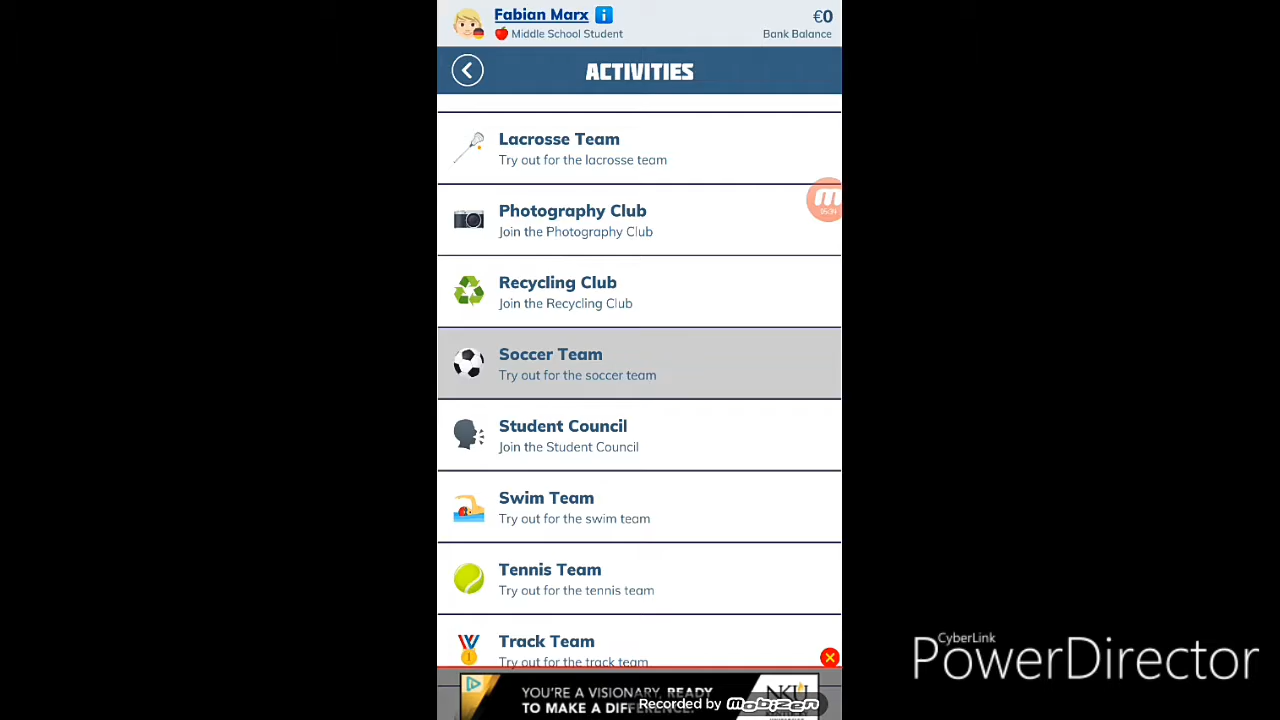 Fabian Marx i
Middle School Student
€0
Bank Balance
ACTIVITIES
Lacrosse Team
Try out for the lacrosse team
Photography Club
Join the Photography Club
Recycling Club
Join the Recycling Club
Soccer Team
Try out for the soccer team
Student Council
Join the Student Council
Swim Team
Try out for the swim team
Tennis Team
Try out for the tennis team
Track Team
Try out for the track team
YOU'RE A VISIONARY, READY
TO MAKE A DIFFERENCE.
NKU
Recorded by mobizen
CyberLink
PowerDirector